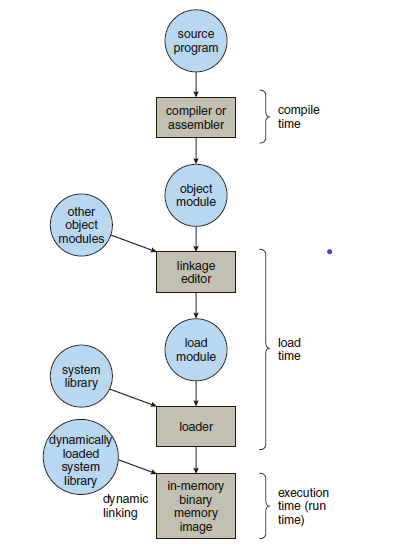 source
program
compiler or
assembler
compile
time
object
module
other
object
modules
linkage
editor
load
module
load
time
system
library
loader
dynamically
loaded
system
library
dynamic
linking
in-memory
binary
memory
image
execution
time (run
time)